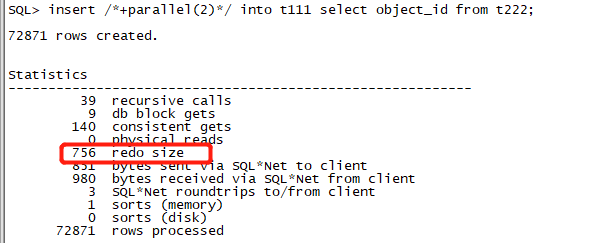 SQL> insert /*+parallel(2)*/ into t111 select object_id from t222;
72871 rows created.
Statistics
----------------------------------------------------------
39 recursive calls
9 db block gets
140 consistent gets
0 physical reads
756 redo size
851 bytes sent via SQL*Net to client
980 bytes received via SQL*Net from client
3 SQL*Net roundtrips to/from client
1 sorts (memory)
0 sorts (disk)
72871 rows processed